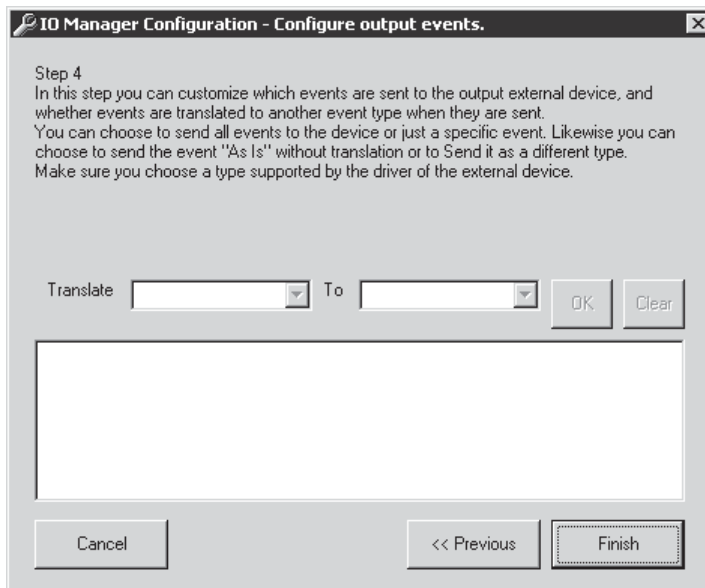 IO Manager Configuration - Configure output events.
Step 4
In this step you can customize which events are sent to the output external device, and
whether events are translated to another event type when they are sent.
You can choose to send all events to the device or just a specific event. Likewise you can
choose to send the event "As Is" without translation or to Send it as a different type.
Make sure you choose a type supported by the driver of the external device.
Translate To OK Clear
Cancel << Previous Finish